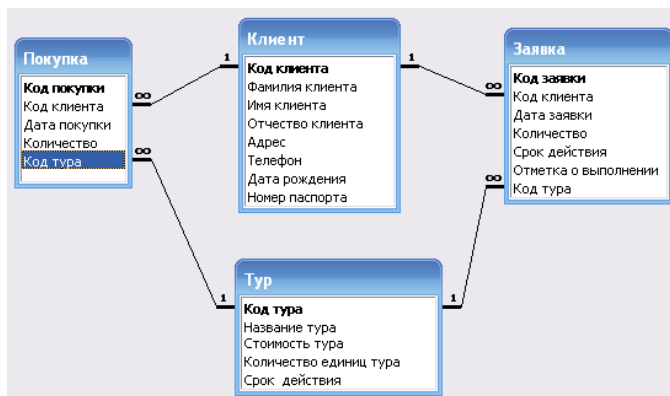 Покупка
Код покупки
Код клиента
Дата покупки
Количество
Код тура
Клиент
Код клиента
Фамилия клиента
Имя клиента
Отчество клиента
Адрес
Телефон
Дата рождения
Номер паспорта
Заявка
Код заявки
Код клиента
Дата заявки
Количество
Срок действия
Отметка о выполнении
Код тура
Тур
Код тура
Название тура
Стоимость тура
Количество единиц тура
Срок действия
1
1
∞
∞
∞
∞
1
1